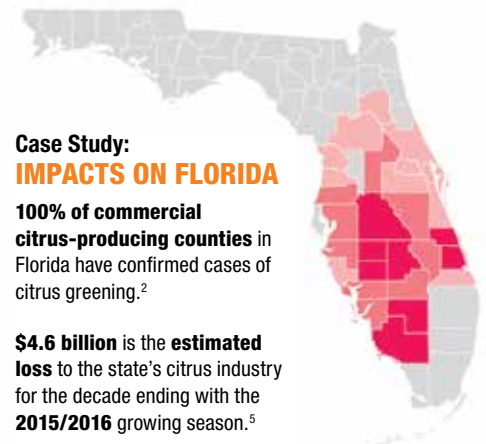 Case Study:
IMPACTS ON FLORIDA
100% of commercial
citrus-producing counties in
Florida have confirmed cases of
citrus greening.²
$4.6 billion is the estimated
loss to the state’s citrus industry
for the decade ending with the
2015/2016 growing season.⁵